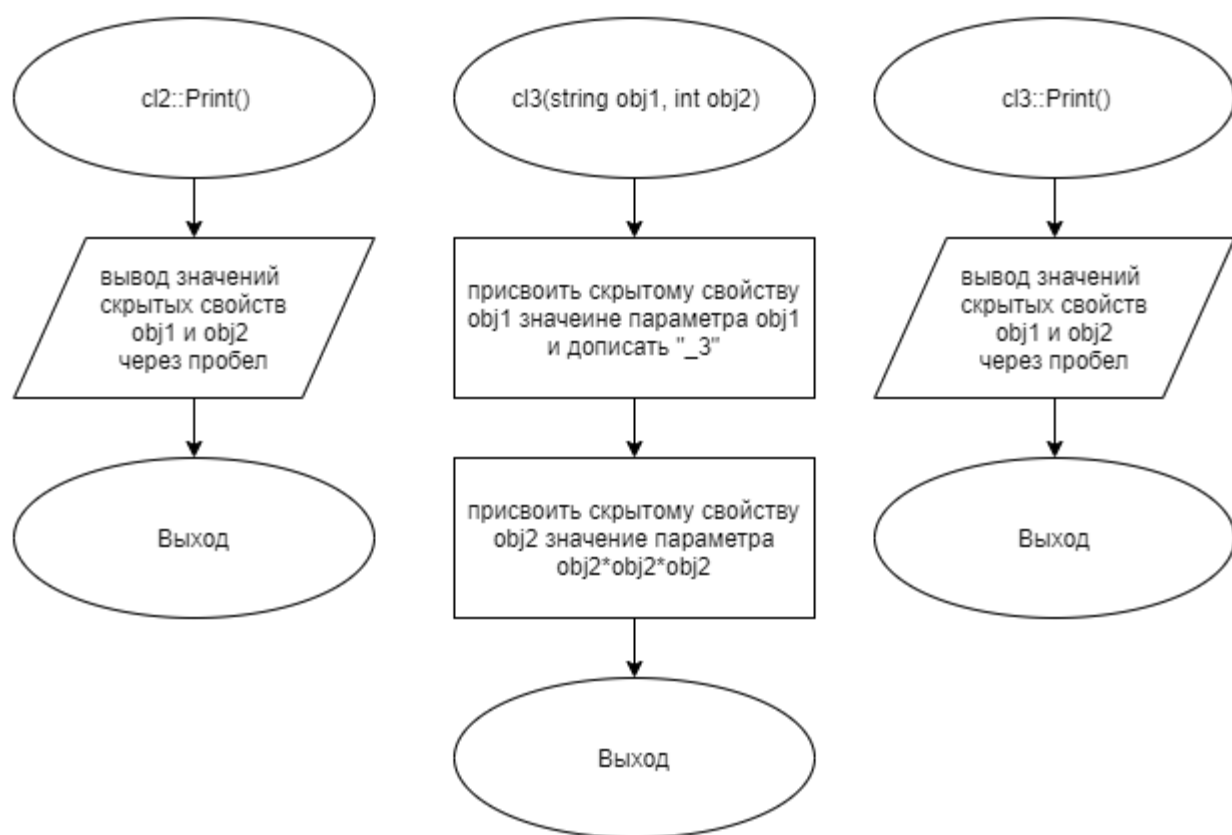 cl2::Print()
вывод значений
скрытых свойств
obj1 и obj2
через пробел
Выход
cl3(string obj1, int obj2)
присвоить скрытому свойству
obj1 значеине параметра obj1
и дописать "_3"
присвоить скрытому свойству
obj2 значение параметра
obj2*obj2*obj2
Выход
cl3::Print()
вывод значений
скрытых свойств
obj1 и obj2
через пробел
Выход